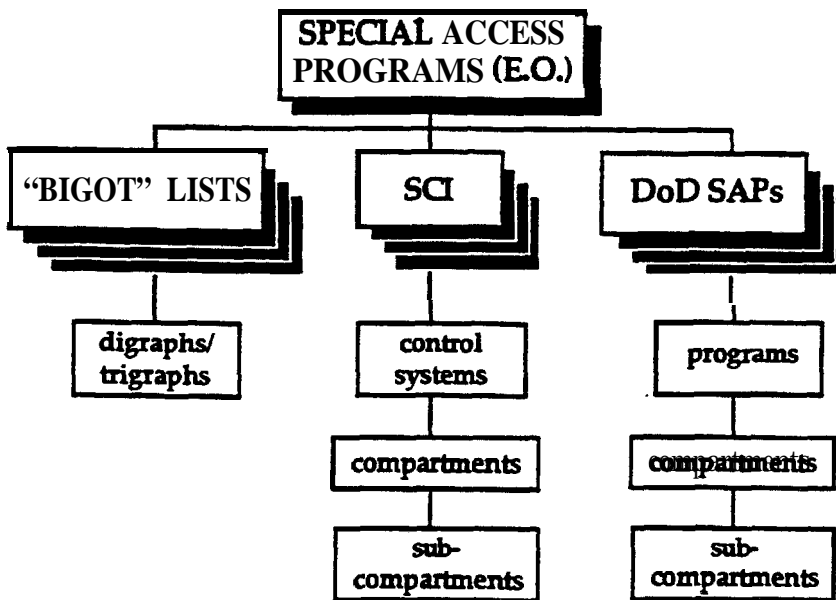 SPECIAL ACCESS
PROGRAMS (E.O.)
“BIGOT” LISTS
SCI
DoD SAPs
digraphs/
trigraphs
control
systems
programs
compartments
compartments
sub-
compartments
sub-
compartments